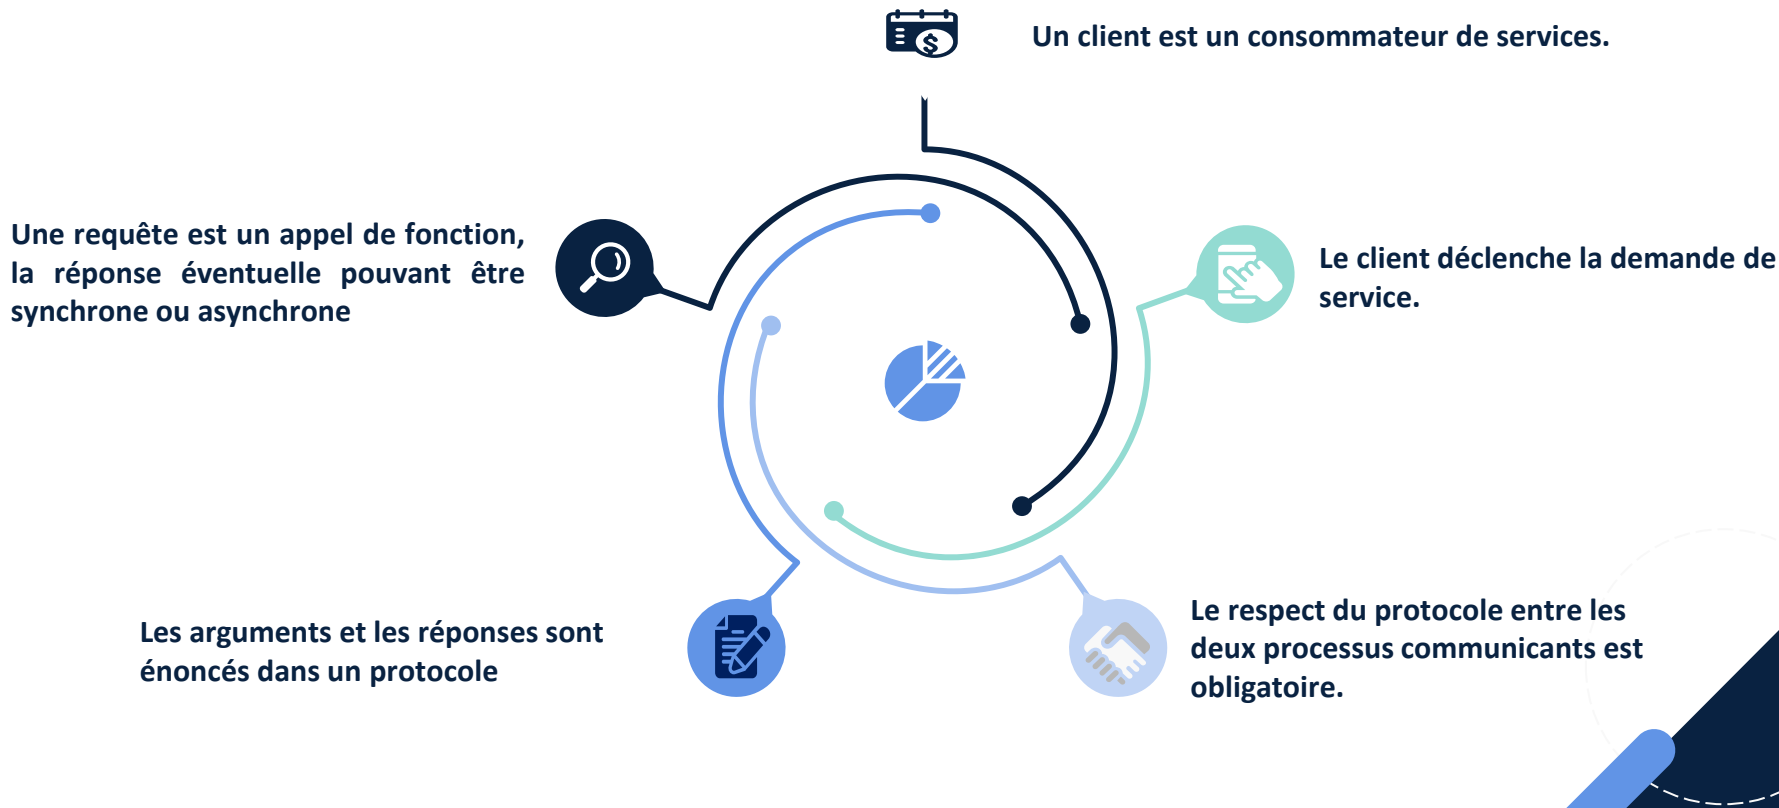 Un client est un consommateur de services.
Une requête est un appel de fonction,
la réponse éventuelle pouvant être
synchrone ou asynchrone
Le client déclenche la demande de
service.
Les arguments et les réponses sont
énoncés dans un protocole
Le respect du protocole entre les
deux processus communicants est
obligatoire.